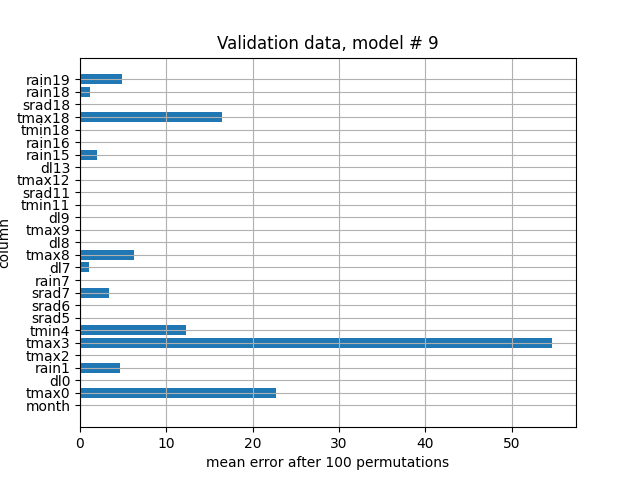 Validation data, model # 9
rain19
rain18
srad18
tmax18
tmin18
rain16
rain15
dl13
tmax12
srad11
tmin11
dl9
tmax9
dl8
tmax8
dl7
rain7
srad7
srad6
srad5
tmin4
tmax3
tmax2
rain1
dl0
tmax0
month
column
0 10 20 30 40 50
mean error after 100 permutations